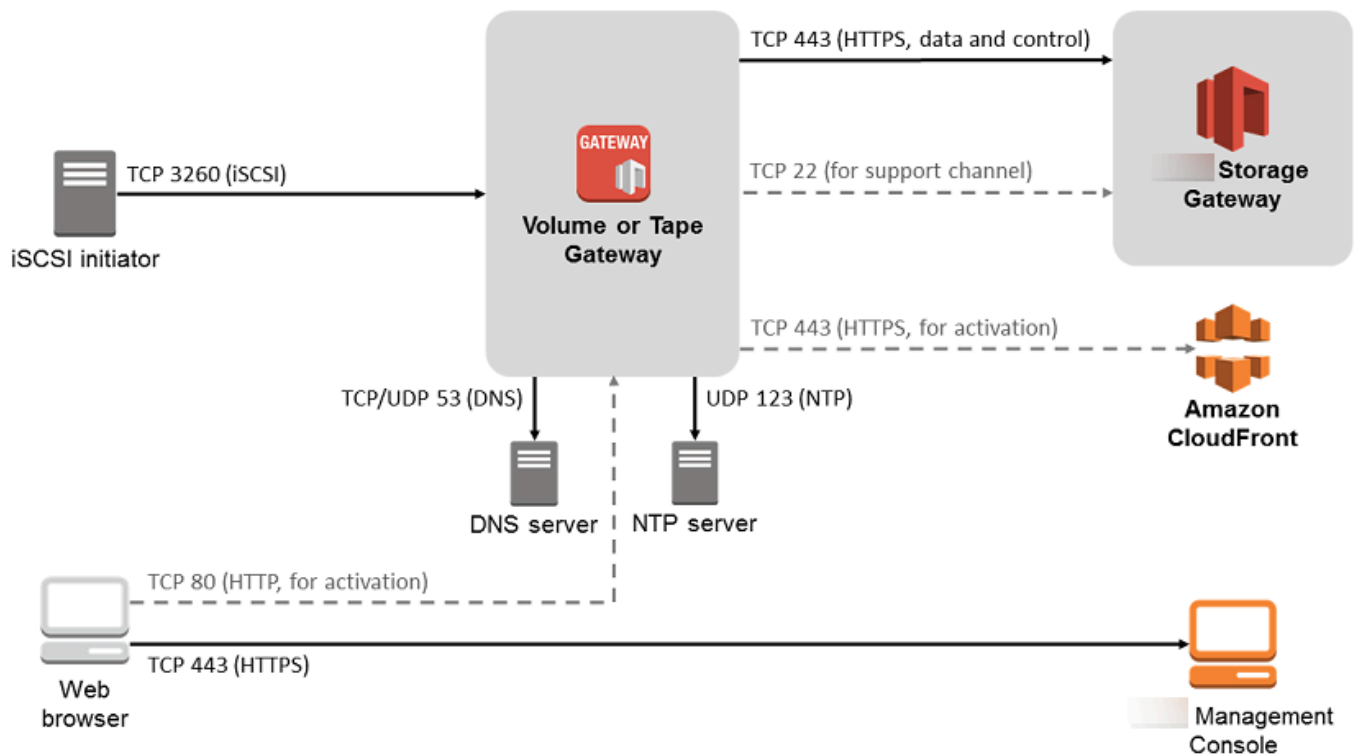 TCP 443 (HTTPS, data and control)
GATEWAY
TCP 3260 (iSCSI)
TCP 22 (for support channel)
Storage
Gateway
Volume or Tape
Gateway
iSCSI initiator
TCP 443 (HTTPS, for activation)
TCP/UDP 53 (DNS)
UDP 123 (NTP)
Amazon
CloudFront
DNS server
NTP server
TCP 80 (HTTP, for activation)
TCP 443 (HTTPS)
Web
browser
Management
Console